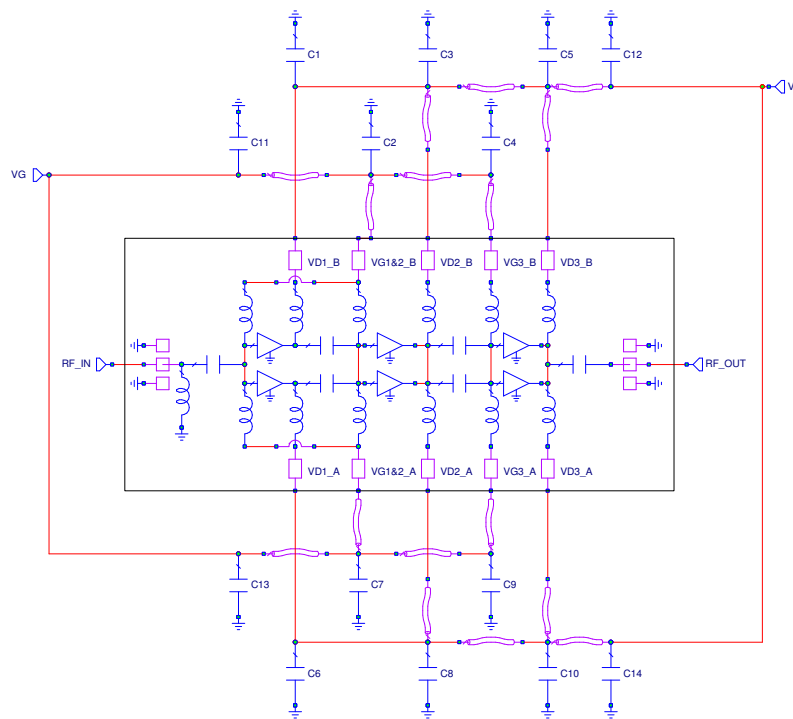 C1
C3
C5
C12
V
C11
C2
C4
VG
VD1_B
VG1&2_B
VD2_B
VG3_B
VD3_B
RF_IN
RF_OUT
VD1_A
VG1&2_A
VD2_A
VG3_A
VD3_A
C13
C7
C9
C6
C8
C10
C14